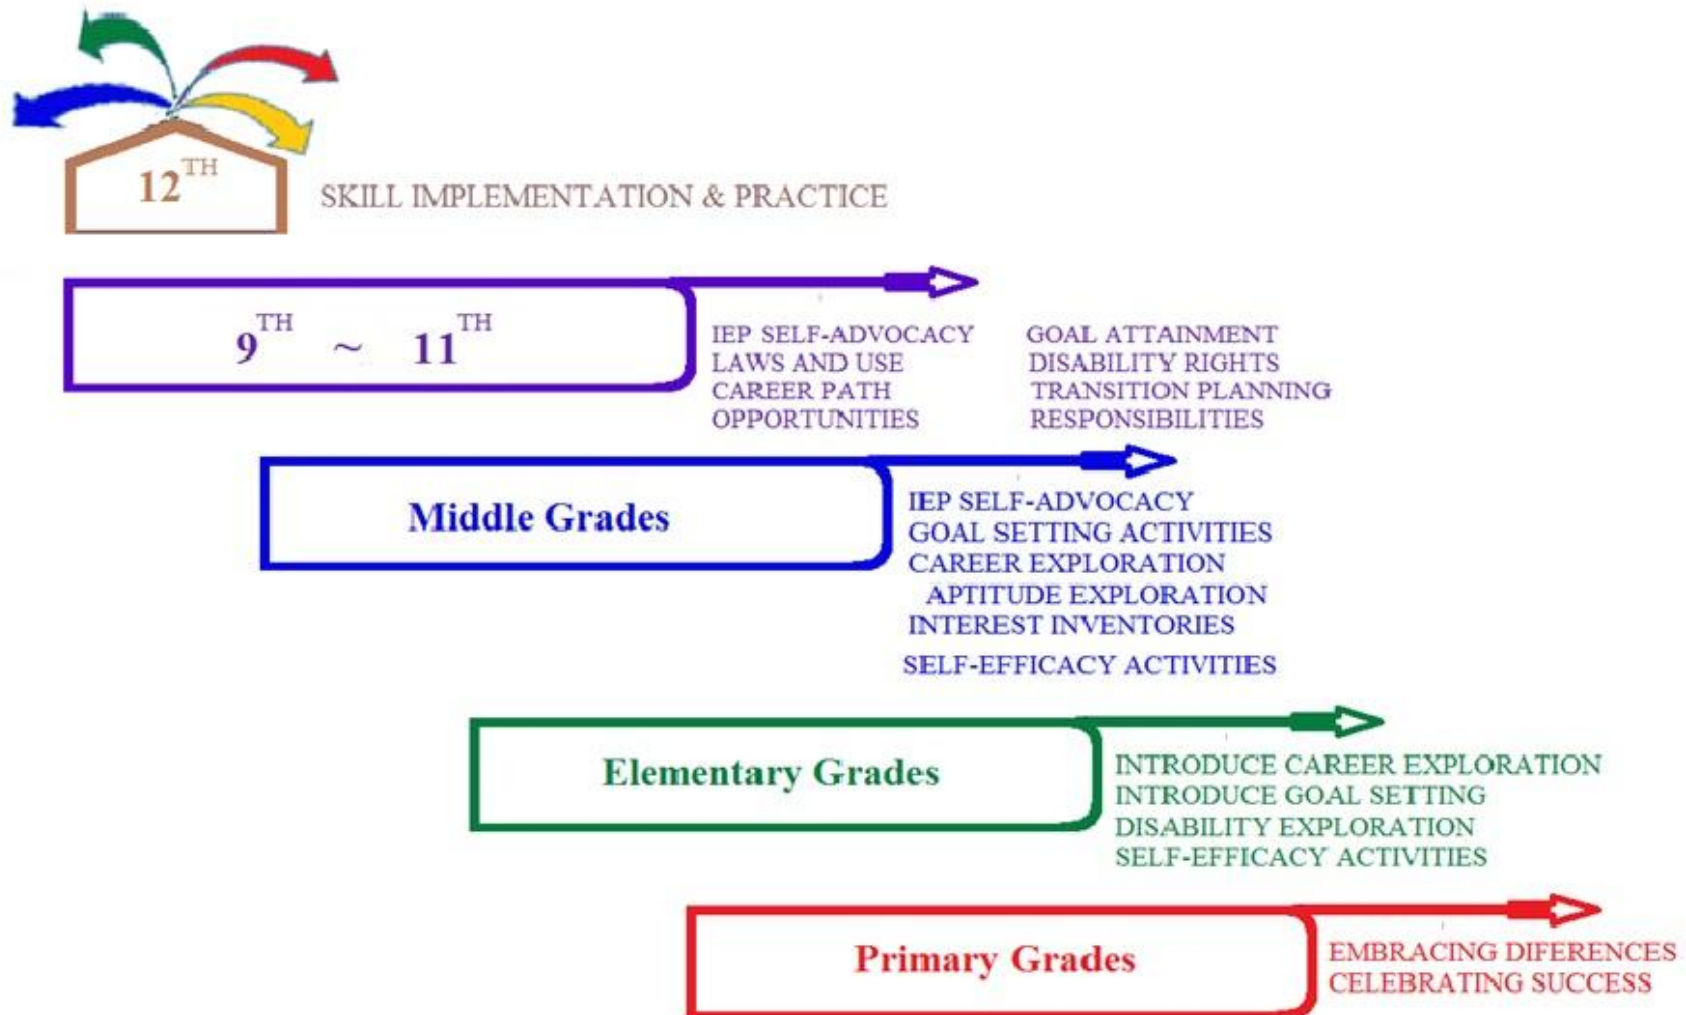 12TH
SKILL IMPLEMENTATION & PRACTICE
9TH ~ 11TH
IEP SELF-ADVOCACY
LAWS AND USE
CAREER PATH
OPPORTUNITIES
GOAL ATTAINMENT
DISABILITY RIGHTS
TRANSITION PLANNING
RESPONSIBILITIES
Middle Grades
IEP SELF-ADVOCACY
GOAL SETTING ACTIVITIES
CAREER EXPLORATION
APTITUDE EXPLORATION
INTEREST INVENTORIES
SELF-EFFICACY ACTIVITIES
Elementary Grades
INTRODUCE CAREER EXPLORATION
INTRODUCE GOAL SETTING
DISABILITY EXPLORATION
SELF-EFFICACY ACTIVITIES
Primary Grades
EMBRACING DIFERENCES
CELEBRATING SUCCESS